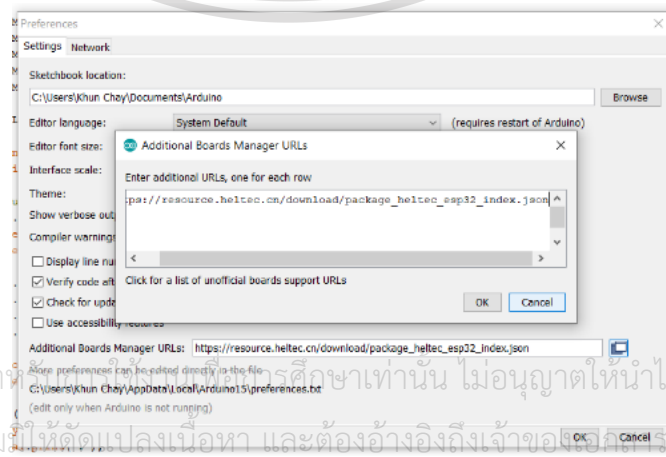 Preferences
Settings Network
Sketchbook location:
C:\Users\Khun Chay\Documents\Arduino Browse
Editor language: System Default (requires restart of Arduino)
Editor font size:
Additional Boards Manager URLs
Interface scale:
Enter additional URLs, one for each row
Theme:
ps://resource.heltec.cn/download/package_heltec_esp32_index.json
Show verbose out
Compiler warnings
Display line nu
Click for a list of unofficial boards support URLs
Verify code aft
Check for upda
OK Cancel
Use accessibility features
Additional Boards Manager URLs: https://resource.heltec.cn/download/package_heltec_esp32_index.json
More preferences can be edited directly in the file
เพื่อการศึกษาเท่านั้น ไม่อนุญาตให้นำไ
C:\Users\Khun Chay\AppData\Local\Arduino15\preferences.txt
(edit only when Arduino is not running)
ให้ดัดแปลงเนื้อหา และต้องอ้างอิงถึงเจ้าของเอกสาร
OK Cancel